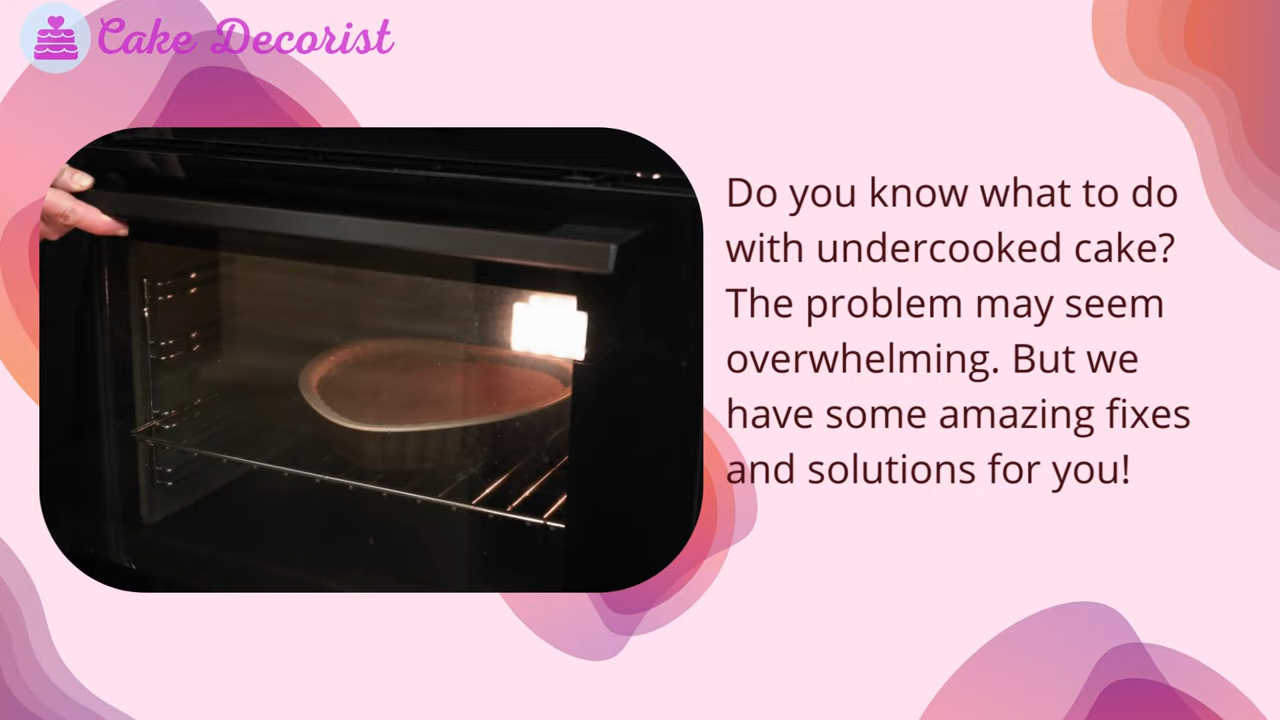 Cake Decorist
Do you know what to do
with undercooked cake?
The problem may seem
overwhelming. But we
have some amazing fixes
and solutions for you!